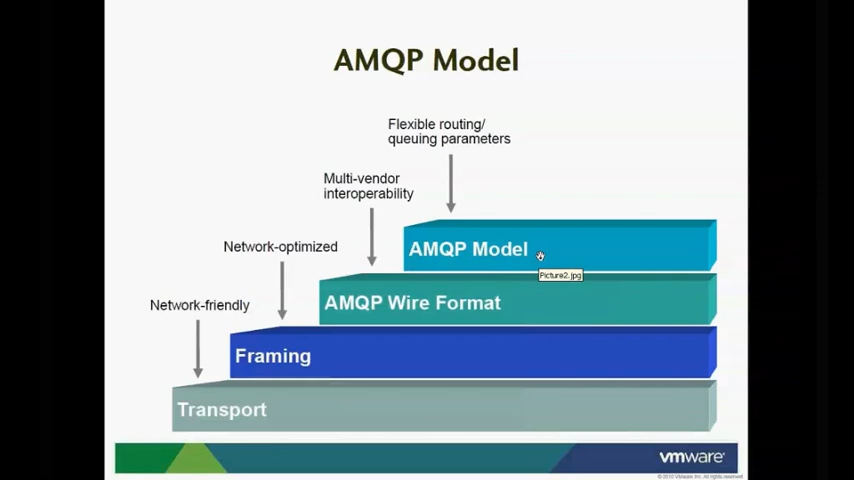 AMQP Model
Flexible routing/
queuing parameters
Multi-vendor
interoperability
Network-optimized
Network-friendly
AMQP Model
Picture2.jpg
AMQP Wire Format
Framing
Transport
vmware